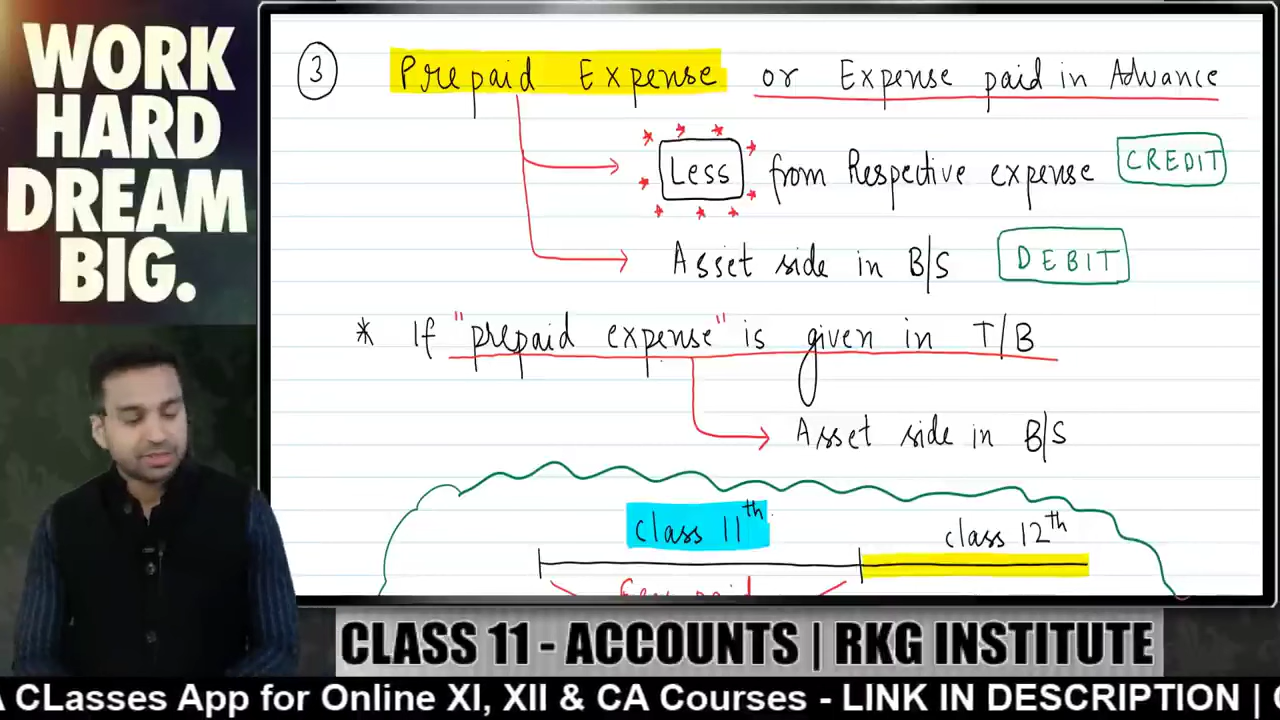 WORK
HARD
DREAM
BIG.
3 Prepaid Expense or Expense paid in Advance
Less from Respective expense CREDIT
Asset side in B/S DEBIT
* If "prepaid expense" is given in T/B
Asset side in B/S
class 11th class 12th
CLASS 11 - ACCOUNTS | RKG INSTITUTE
A CLasses App for Online XI, XII & CA Courses - LINK IN DESCRIPTION |